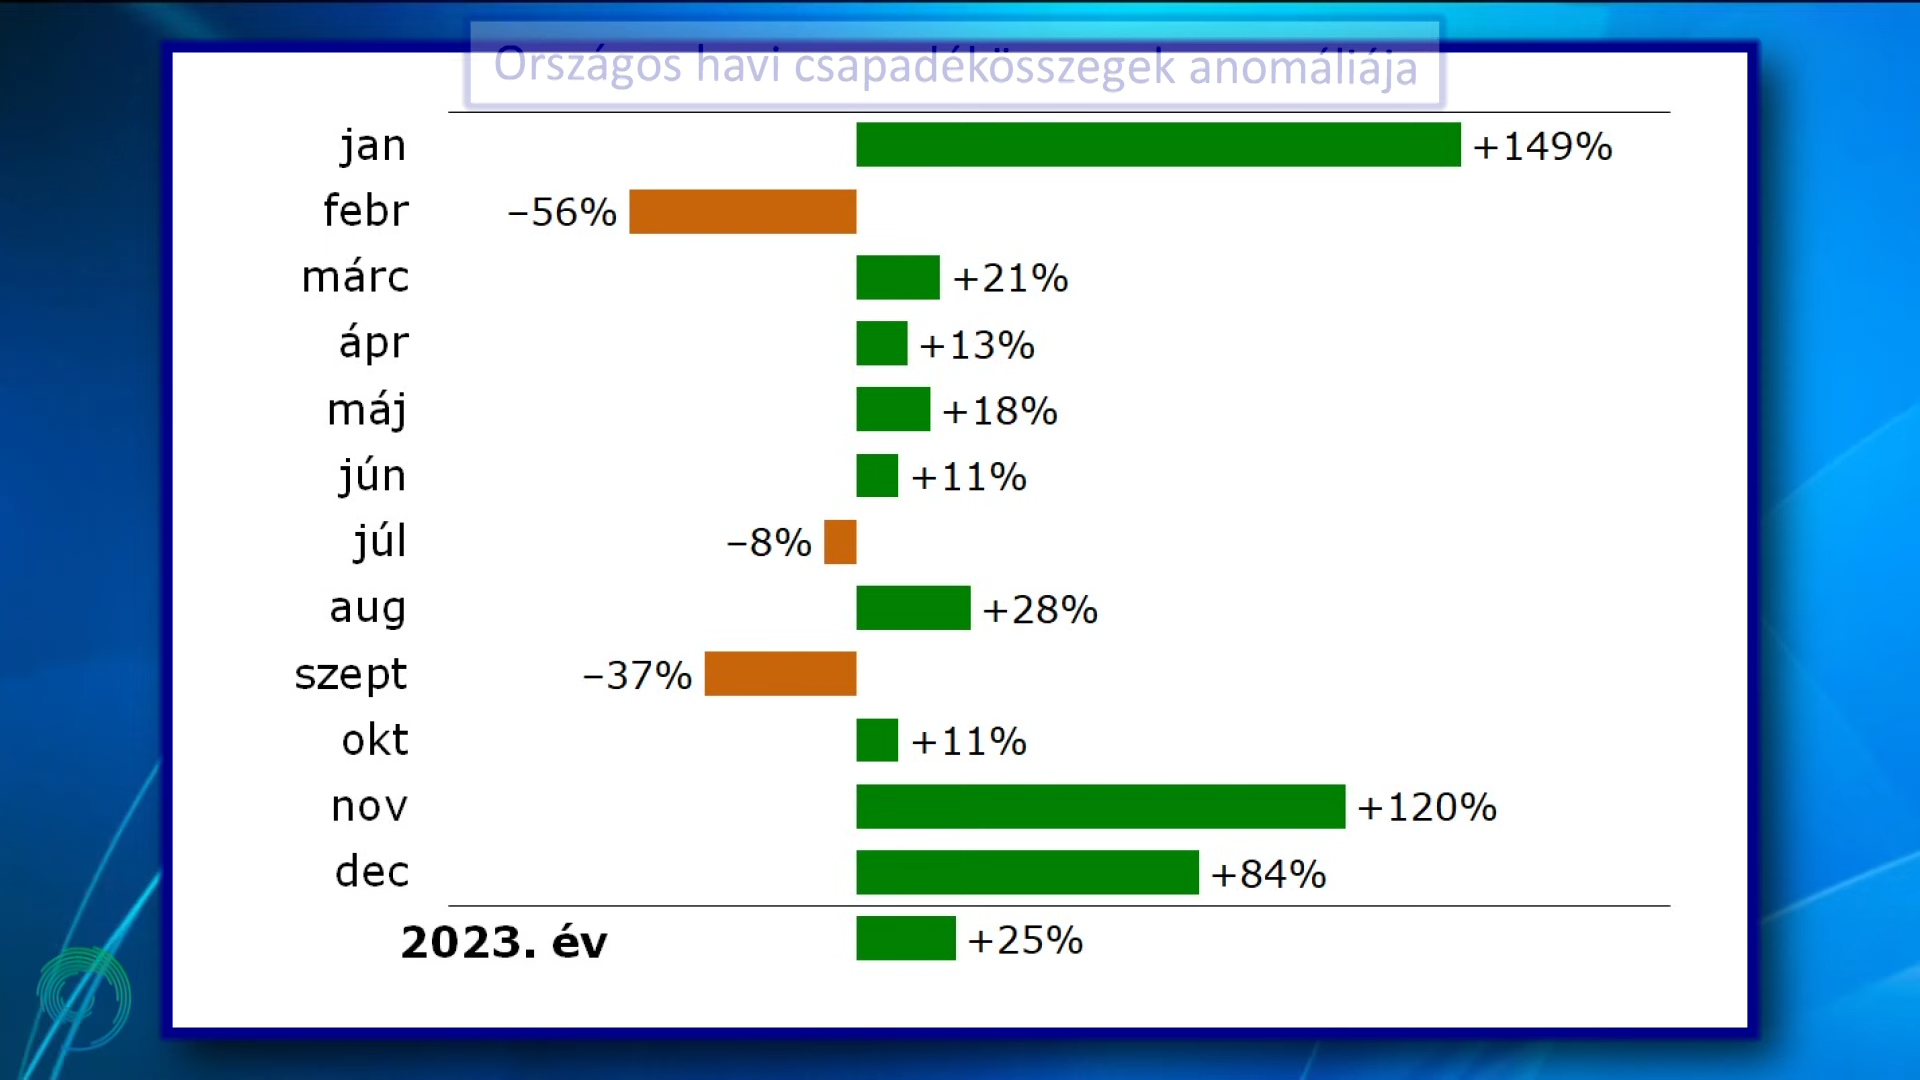 Országos havi csapadékösszegek anomáliája
jan +149%
febr –56%
márc +21%
ápr +13%
máj +18%
jún +11%
júl –8%
aug +28%
szept –37%
okt +11%
nov +120%
dec +84%
2023. év +25%